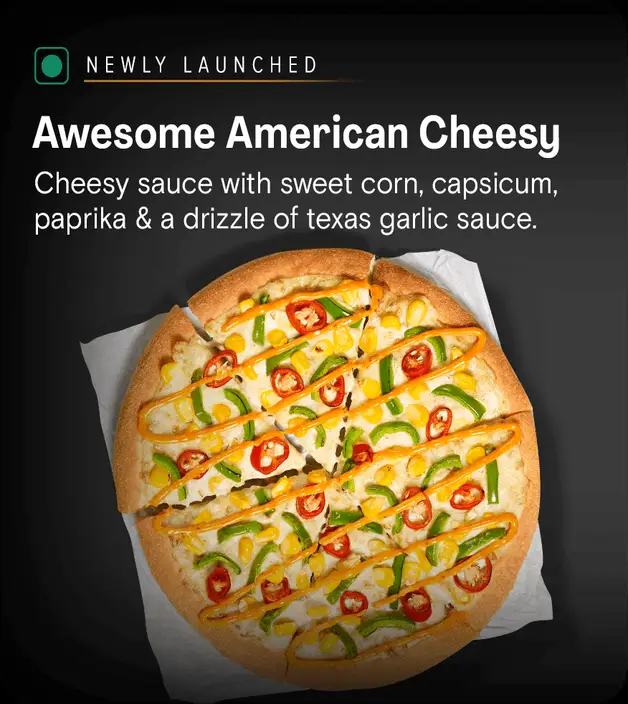 NEWLY LAUNCHED
Awesome American Cheesy
Cheesy sauce with sweet corn, capsicum,
paprika & a drizzle of texas garlic sauce.